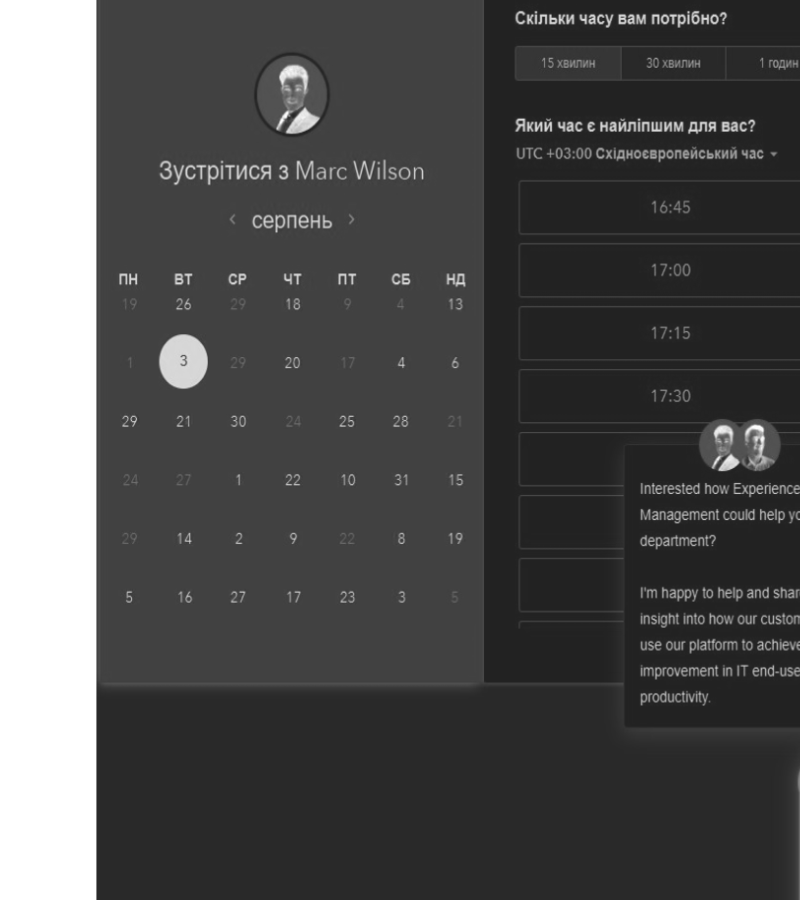 Зустрітися з Marc Wilson
серпень
ПН ВТ СР ЧТ ПТ СБ НД
19 26 29 18 9 4 13
1 3 29 20 17 4 6
29 21 30 24 25 28 21
24 27 1 22 10 31 15
29 14 2 9 22 8 19
5 16 27 17 23 3 5
Скільки часу вам потрібно?
15 хвилин 30 хвилин 1 годин
Який час є найліпшим для вас?
UTC +03:00 Східноєвропейський час
16:45
17:00
17:15
17:30
Interested how Experience
Management could help yo
department?
I'm happy to help and shar
insight into how our custon
use our platform to achieve
improvement in IT end-use
productivity.